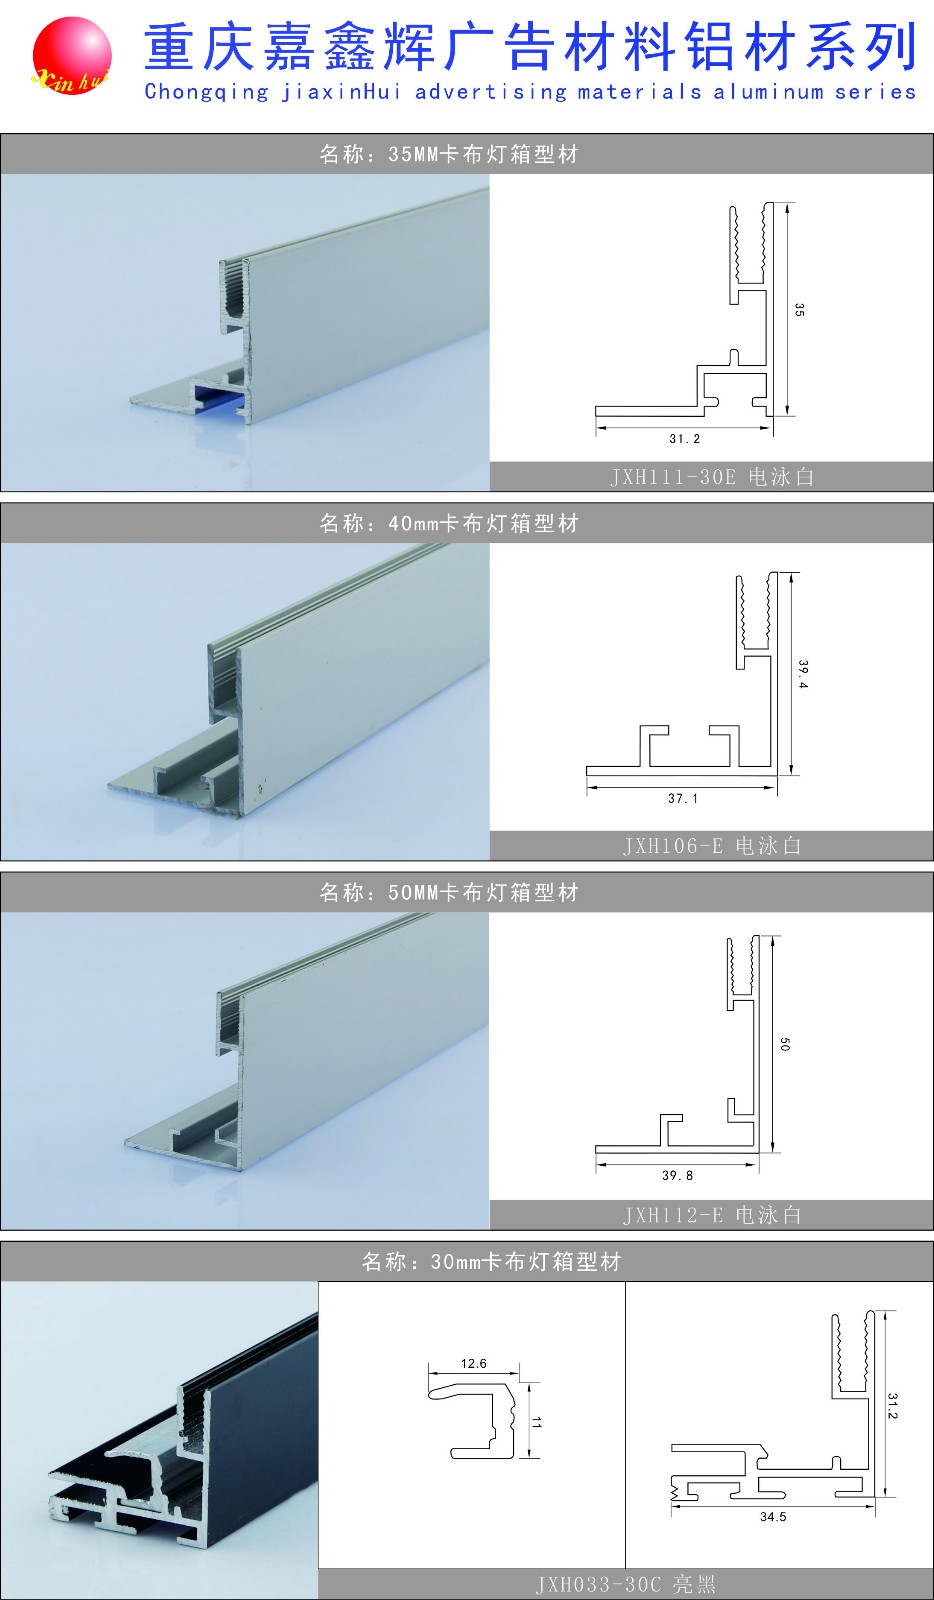 xin hui
重庆嘉鑫辉广告材料铝材系列
Chongqing jiaxinHui advertising materials aluminum series
名称：35MM卡布灯箱型材
35
31.2
JXH111-30E 电泳白
名称：40mm卡布灯箱型材
39.4
37.1
JXH106-E 电泳白
名称：50MM卡布灯箱型材
50
39.8
JXH112-E 电泳白
名称：30mm卡布灯箱型材
12.6
11
31.2
34.5
JXH033-30C 亮黑